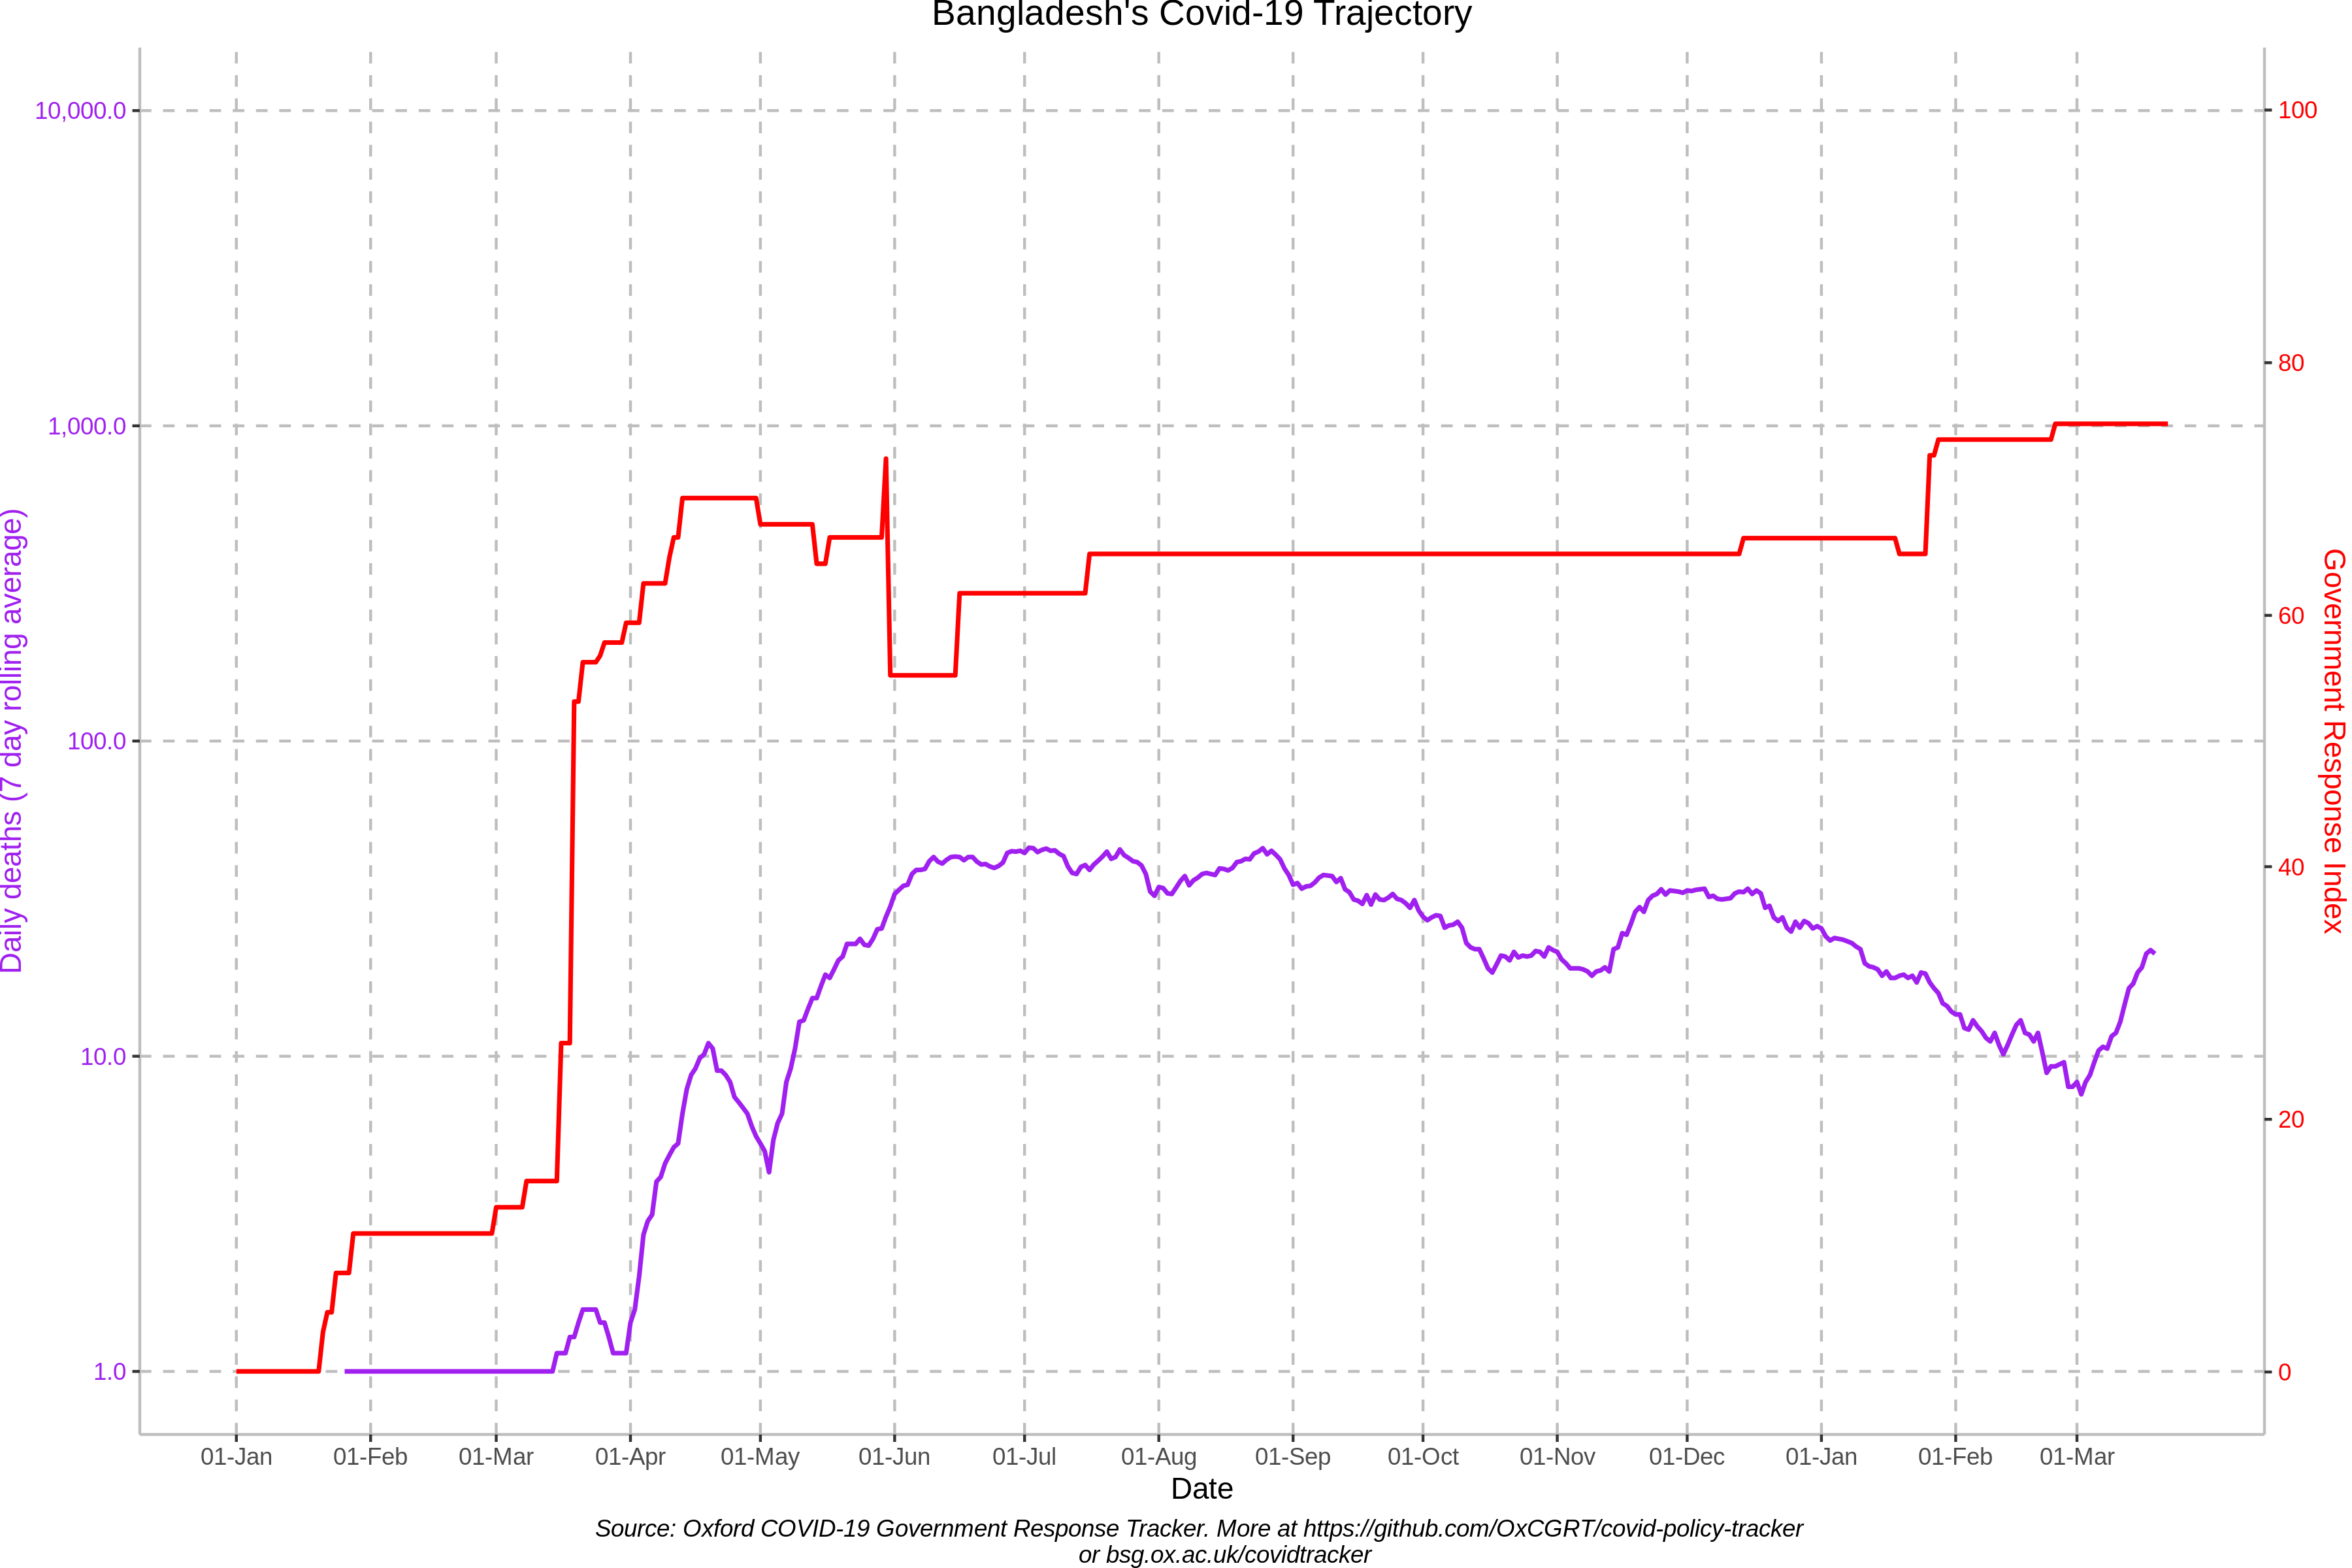 Bangladesh's Covid-19 Trajectory
10,000.0
1,000.0
100.0
10.0
1.0
Daily deaths (7 day rolling average)
100
80
60
40
20
0
Government Response Index
01-Jan 01-Feb 01-Mar 01-Apr 01-May 01-Jun 01-Jul 01-Aug 01-Sep 01-Oct 01-Nov 01-Dec 01-Jan 01-Feb 01-Mar
Date
Source: Oxford COVID-19 Government Response Tracker. More at https://github.com/OxCGRT/covid-policy-tracker
or bsg.ox.ac.uk/covidtracker